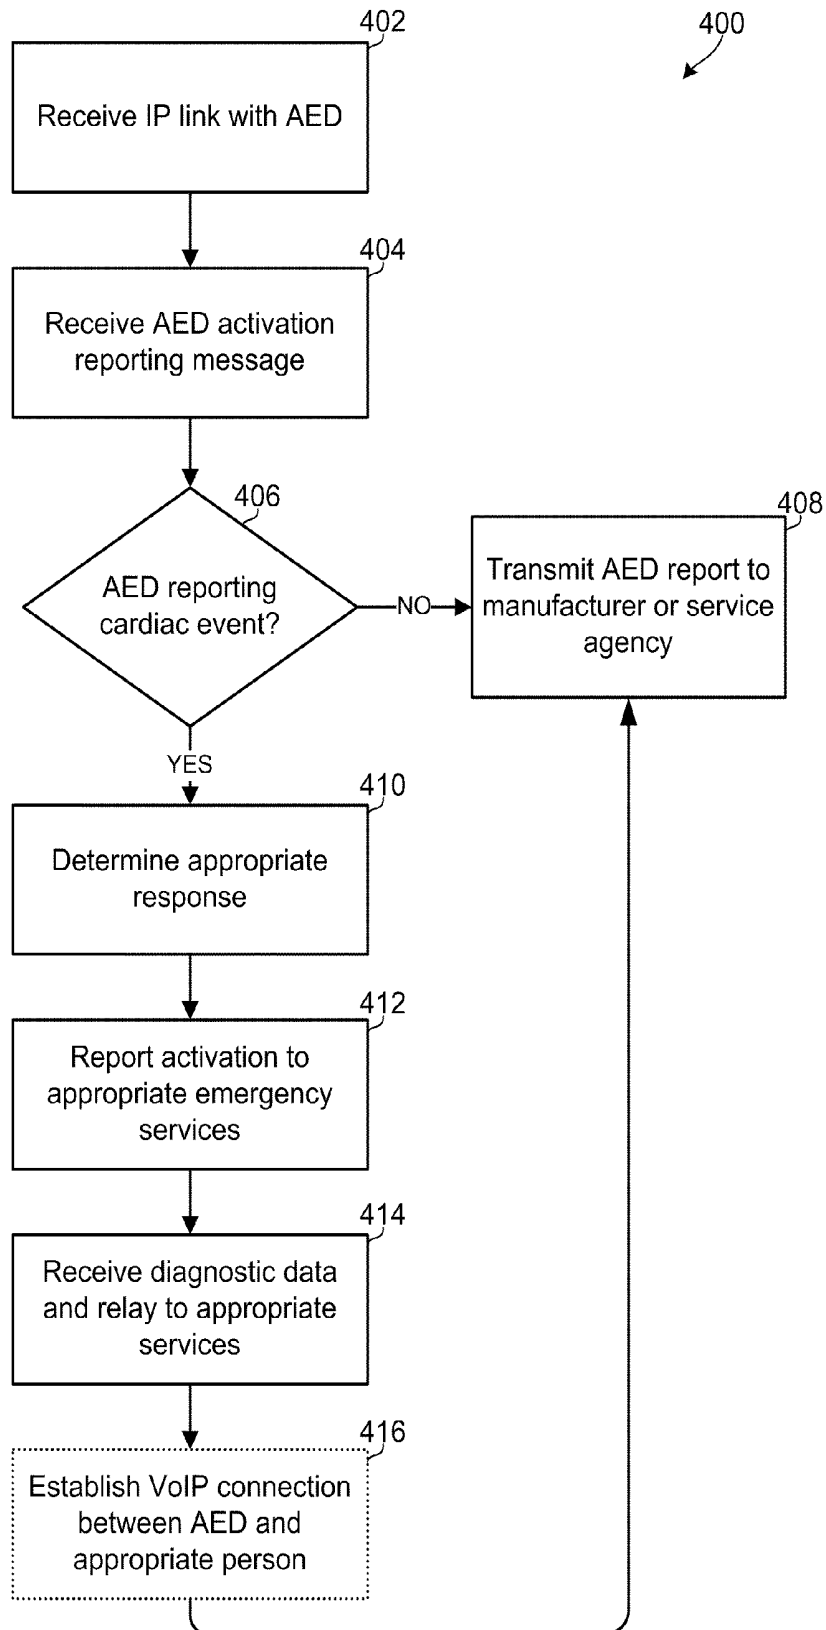 402
400
Receive IP link with AED
404
Receive AED activation
reporting message
406
AED reporting
cardiac event?
NO
408
Transmit AED report to
manufacturer or service
agency
YES
410
Determine appropriate
response
412
Report activation to
appropriate emergency
services
414
Receive diagnostic data
and relay to appropriate
services
416
Establish VoIP connection
between AED and
appropriate person